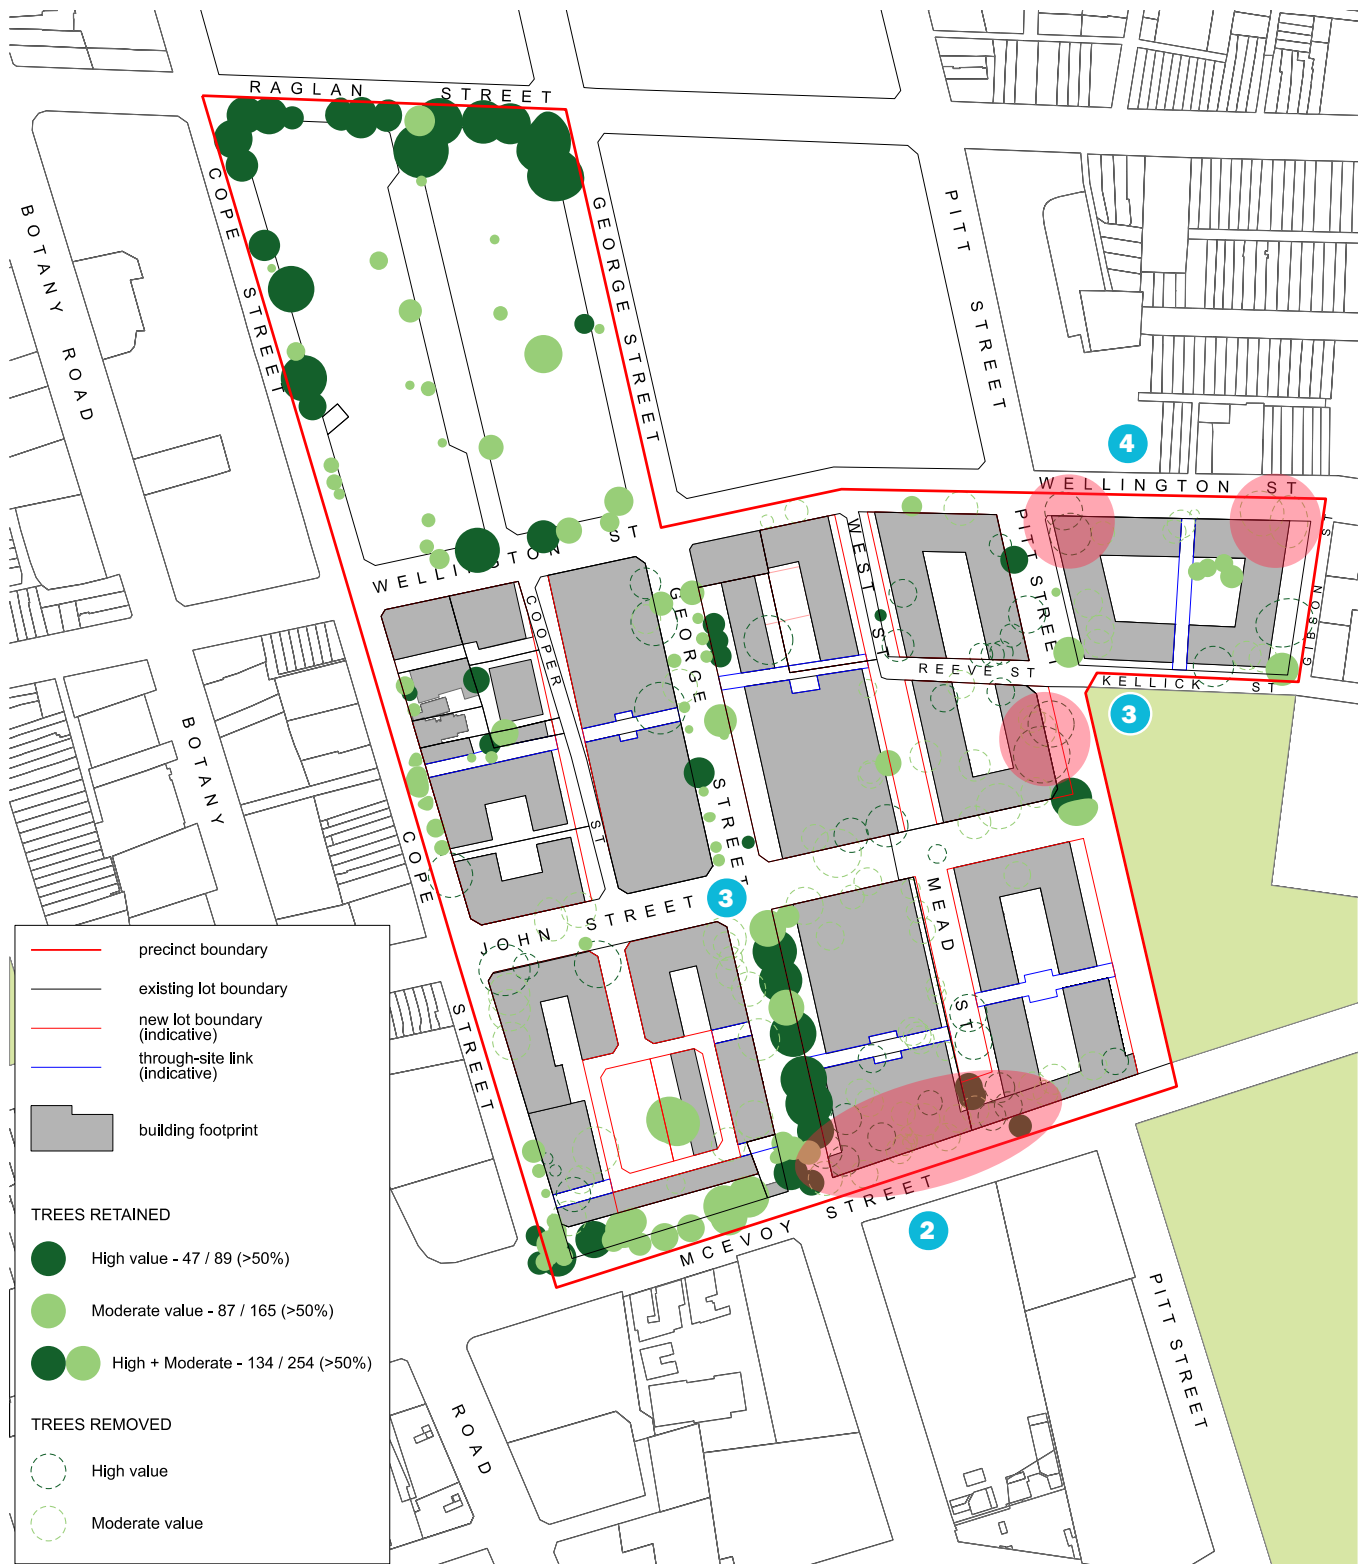 RAGLAN STREET
COPE STREET
BOTANY ROAD
GEORGE STREET
PITT STREET
4
WELLINGTON ST
WELLINGTON ST
PITT STREET
WEST ST
GIBSON ST
COOPER ST
GEORGE STREET
REEVE ST
KELLICK ST
3
BOTANY ROAD
COPE STREET
3
JOHN STREET
MEAD ST
MCEVOY STREET
2
PITT STREET
precinct boundary
existing lot boundary
new lot boundary
(indicative)
through-site link
(indicative)
building footprint
TREES RETAINED
High value - 47 / 89 (>50%)
Moderate value - 87 / 165 (>50%)
High + Moderate - 134 / 254 (>50%)
TREES REMOVED
High value
Moderate value